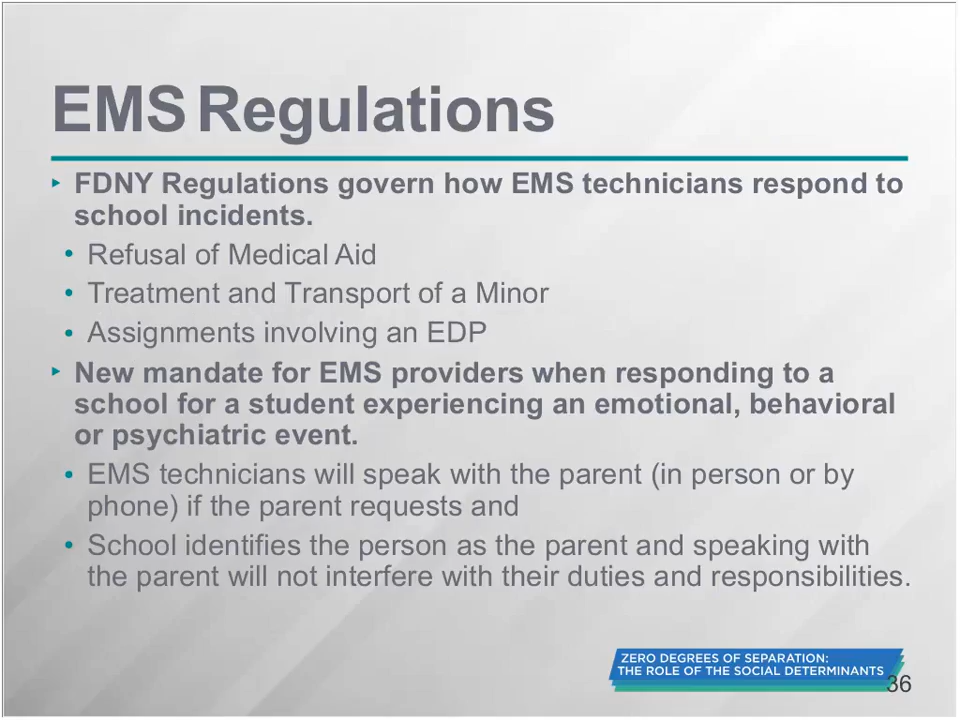 EMS Regulations
‣ FDNY Regulations govern how EMS technicians respond to
school incidents.
• Refusal of Medical Aid
• Treatment and Transport of a Minor
• Assignments involving an EDP
‣ New mandate for EMS providers when responding to a
school for a student experiencing an emotional, behavioral
or psychiatric event.
• EMS technicians will speak with the parent (in person or by
phone) if the parent requests and
• School identifies the person as the parent and speaking with
the parent will not interfere with their duties and responsibilities.
ZERO DEGREES OF SEPARATION:
THE ROLE OF THE SOCIAL DETERMINANTS
36